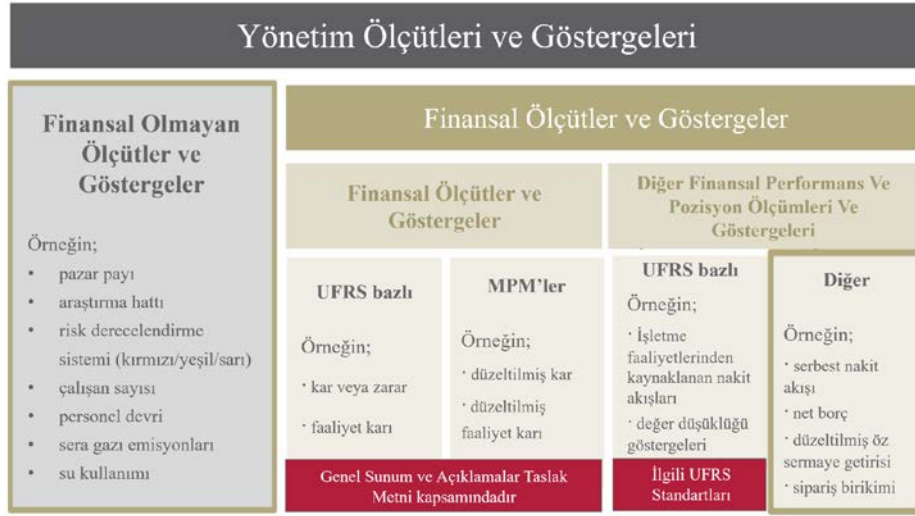 Yönetim Ölçütleri ve Göstergeleri
Finansal Olmayan
Ölçütler ve
Göstergeler
Örneğin;
• pazar payı
• araştırma hattı
• risk derecelendirme
sistemi (kırmızı/yeşil/sarı)
• çalışan sayısı
• personel devri
• sera gazı emisyonları
• su kullanımı
Finansal Ölçütler ve Göstergeler
Finansal Ölçütler ve
Göstergeler
UFRS bazlı
Örneğin;
· kar veya zarar
· faaliyet karı
MPM’ler
Örneğin;
· düzeltilmiş kar
· düzeltilmiş
faaliyet karı
Genel Sunum ve Açıklamalar Taslak
Metni kapsamındadır
Diğer Finansal Performans Ve
Pozisyon Ölçümleri Ve
Göstergeleri
UFRS bazlı
Örneğin;
· İşletme
faaliyetlerinden
kaynaklanan nakit
akışları
· değer düşüklüğü
göstergeleri
İlgili UFRS
Standartları
Diğer
Örneğin;
· serbest nakit
akışı
· net borç
· düzeltilmiş öz
sermaye getirisi
· sipariş birikimi